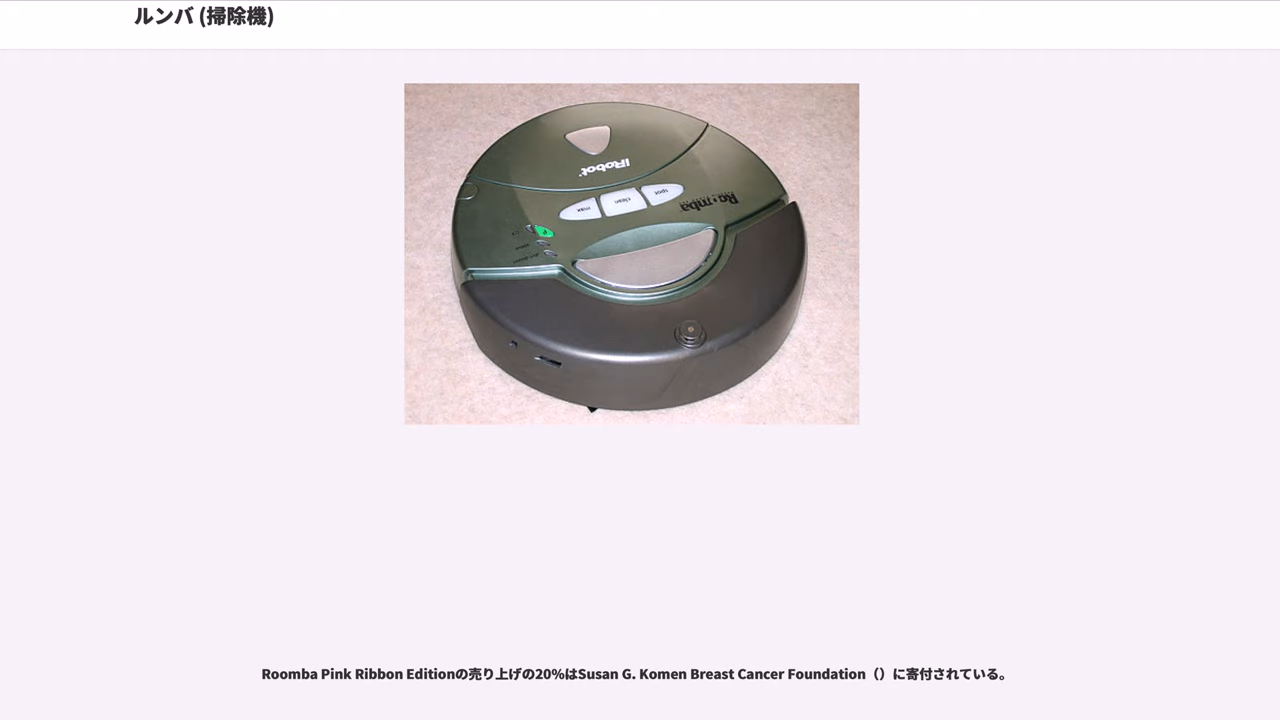 ルンバ (掃除機)
iRobot
Roomba
spot
clean
max
Roomba Pink Ribbon Editionの売り上げの20%はSusan G. Komen Breast Cancer Foundation（）に寄付されている。